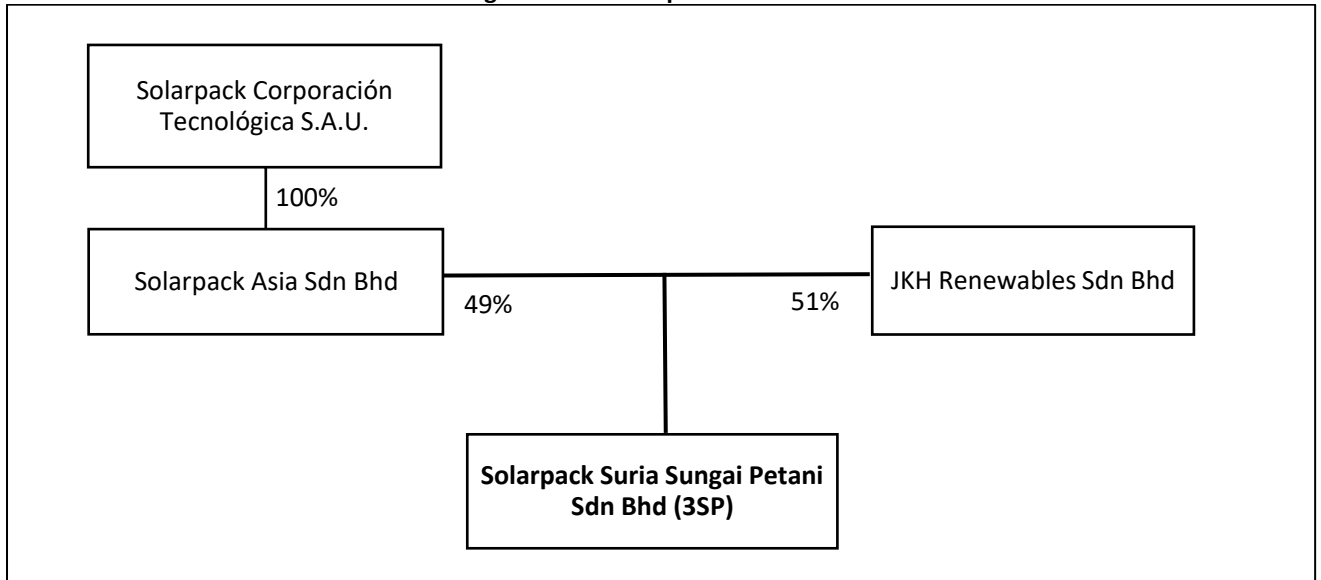 Solarpack Corporación
Tecnológica S.A.U.
100%
Solarpack Asia Sdn Bhd
49%
51%
JKH Renewables Sdn Bhd
Solarpack Suria Sungai Petani
Sdn Bhd (3SP)